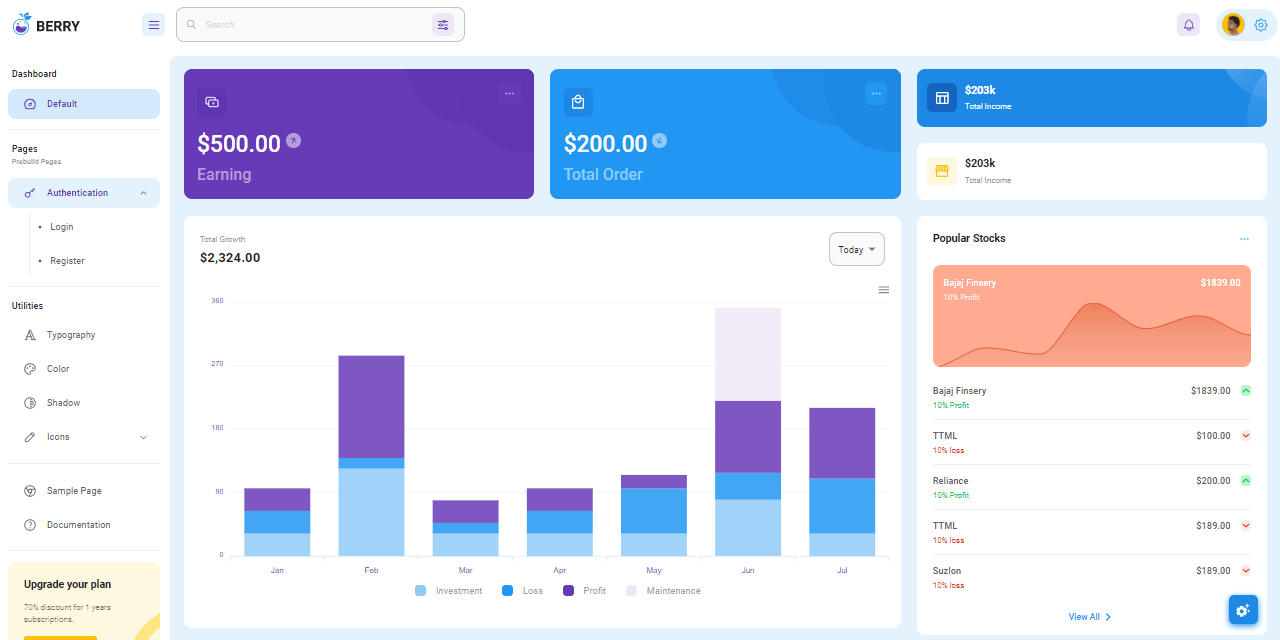 BERRY
Search
Dashboard
Default
Pages
Prebuild Pages
Authentication
Login
Register
Utilities
Typography
Color
Shadow
Icons
Sample Page
Documentation
Upgrade your plan
70% discount for 1 years
subscriptions.
$500.00
Earning
$200.00
Total Order
$203k
Total Income
$203k
Total Income
Total Growth
$2,324.00
Today
360
270
180
90
0
Jan Feb Mar Apr May Jun Jul
Investment Loss Profit Maintenance
Popular Stocks
Bajaj Finsery $1839.00
10% Profit
Bajaj Finsery $1839.00
10% Profit
TTML $100.00
10% loss
Reliance $200.00
10% Profit
TTML $189.00
10% loss
Suzlon $189.00
10% loss
View All